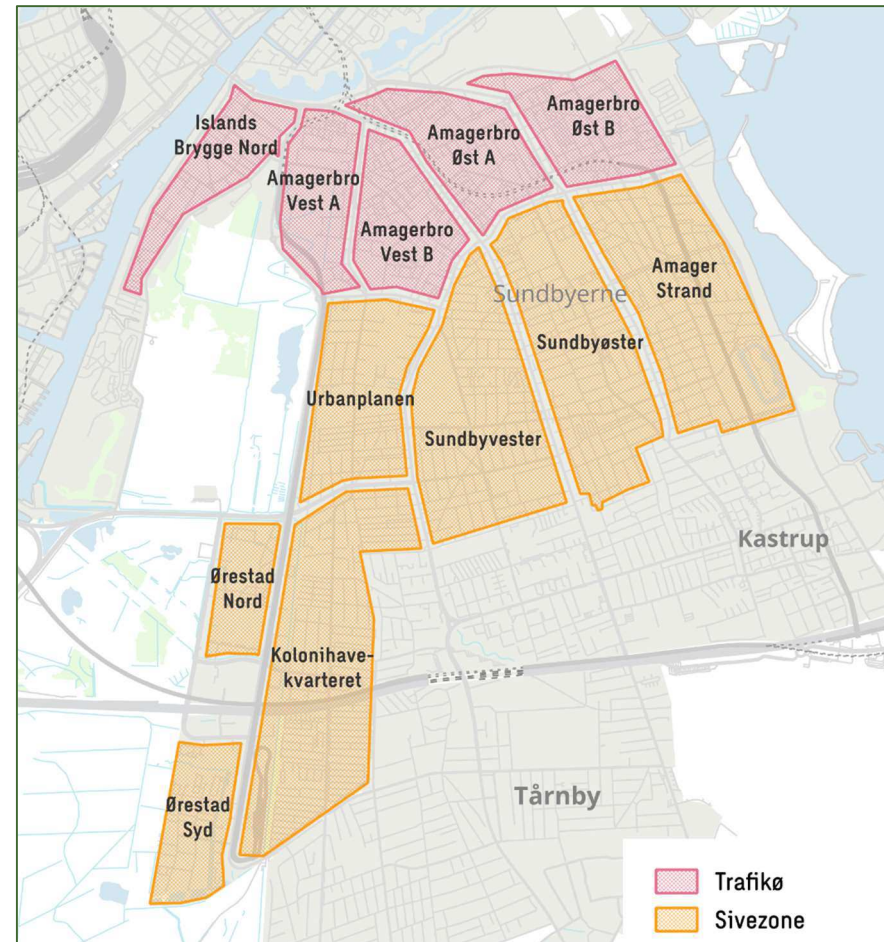 Islands
Brygge Nord
Amagerbro
Vest A
Amagerbro
Vest B
Amagerbro
Øst A
Amagerbro
Øst B
Amager
Strand
Sundbyerne
Sundbyøster
Urbanplanen
Sundbyvester
Ørestad
Nord
Kolonihave-
kvarteret
Kastrup
Ørestad
Syd
Tårnby
Trafikø
Sivezone